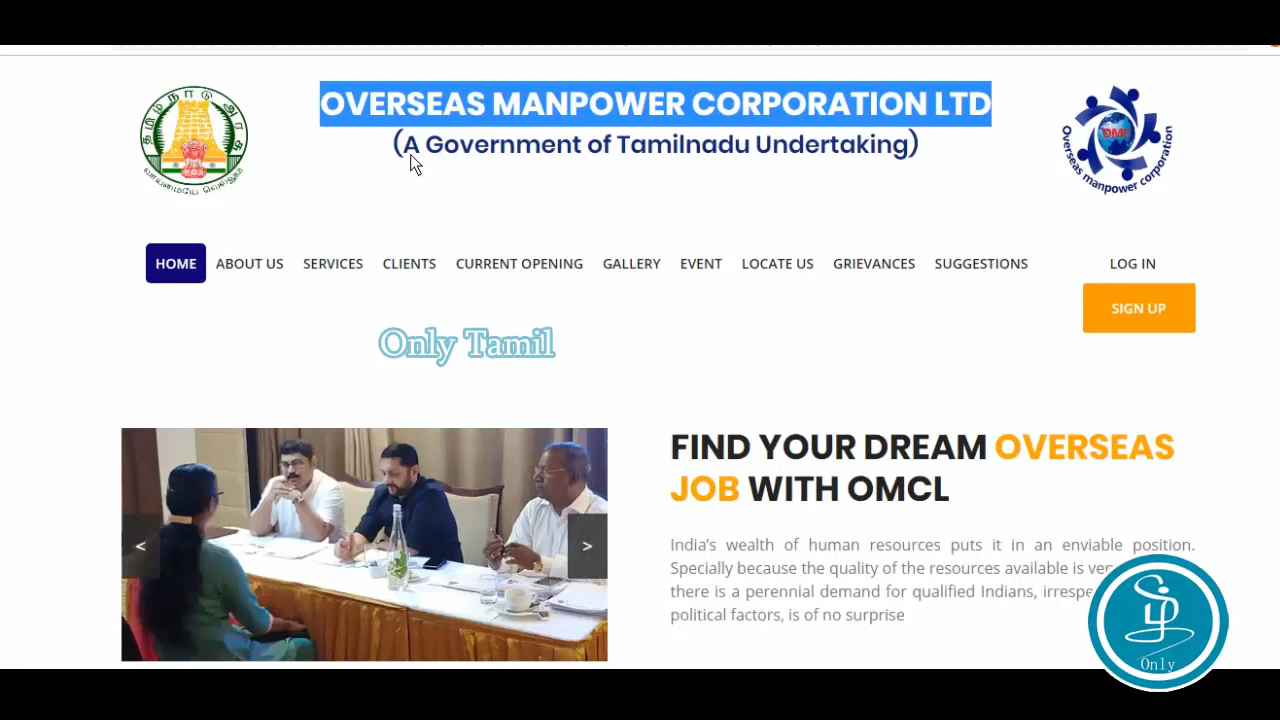 தமிழ்நாடு அரசு
வாய்மையே வெல்லும்
OVERSEAS MANPOWER CORPORATION LTD
(A Government of Tamilnadu Undertaking)
OMC
Overseas manpower corporation
HOME ABOUT US SERVICES CLIENTS CURRENT OPENING GALLERY EVENT LOCATE US GRIEVANCES SUGGESTIONS LOG IN
SIGN UP
Only Tamil
FIND YOUR DREAM OVERSEAS
JOB WITH OMCL
India's wealth of human resources puts it in an enviable position.
Specially because the quality of the resources available is
there is a perennial demand for qualified Indians,
political factors, is of no surprise
< >
Only